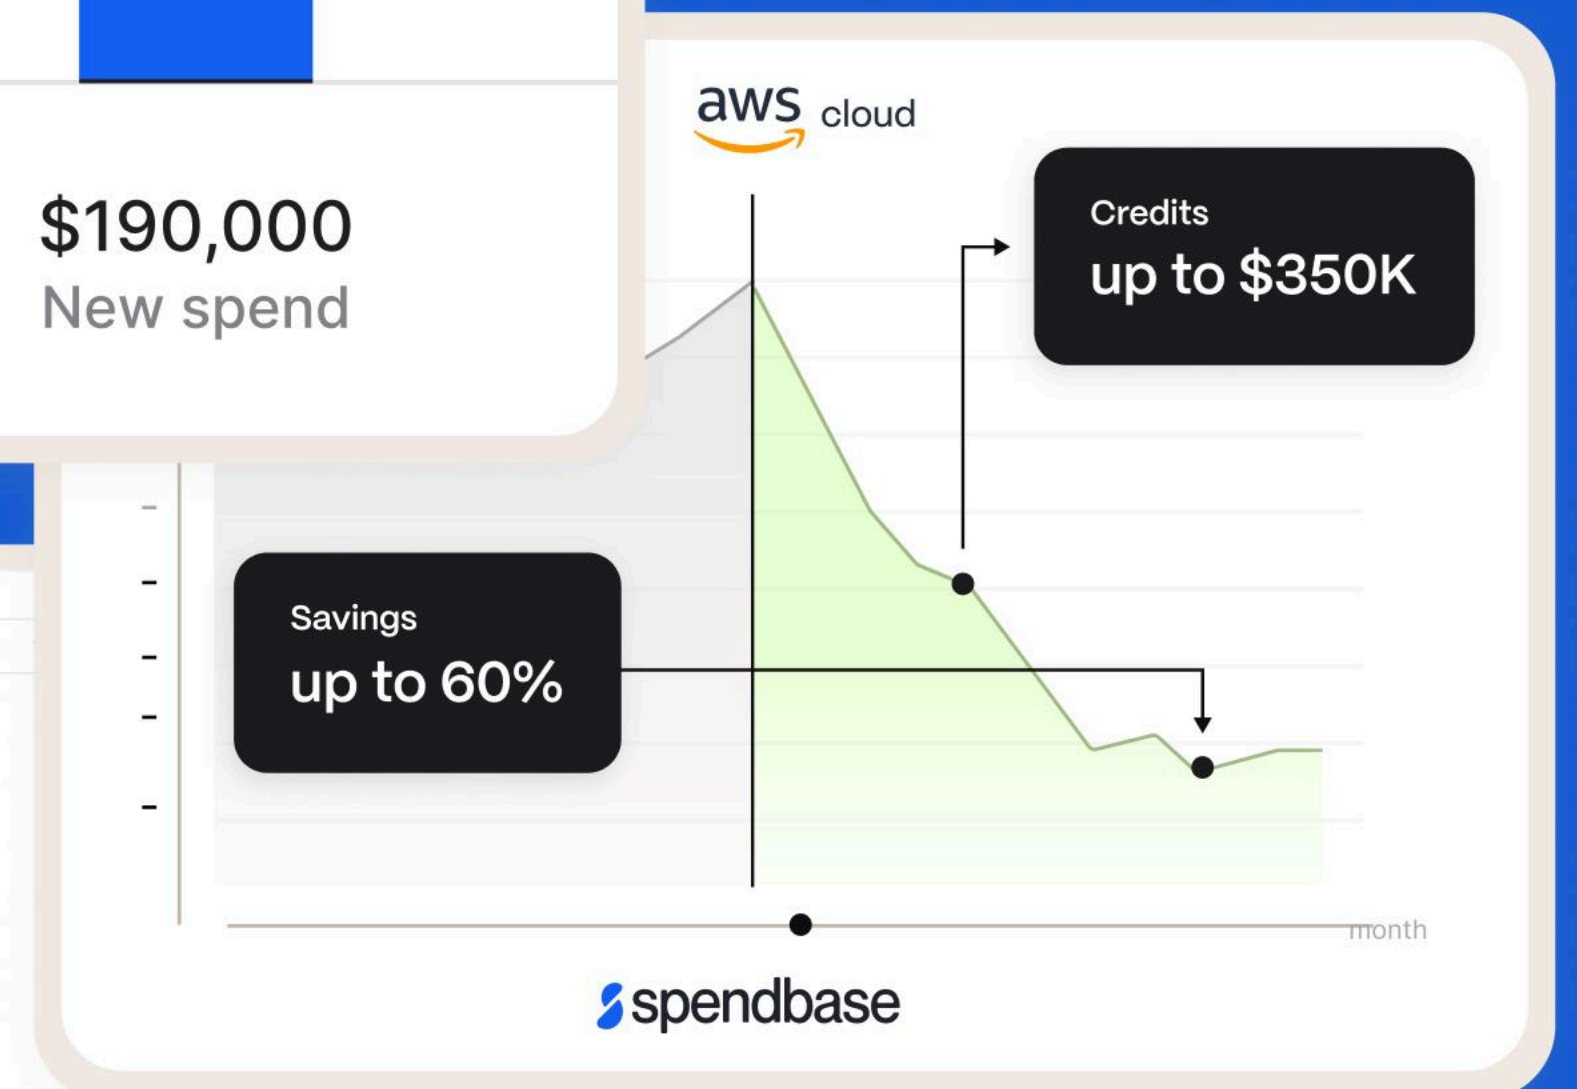 $190,000
New spend
aws cloud
Credits
up to $350K
Savings
up to 60%
month
spendbase